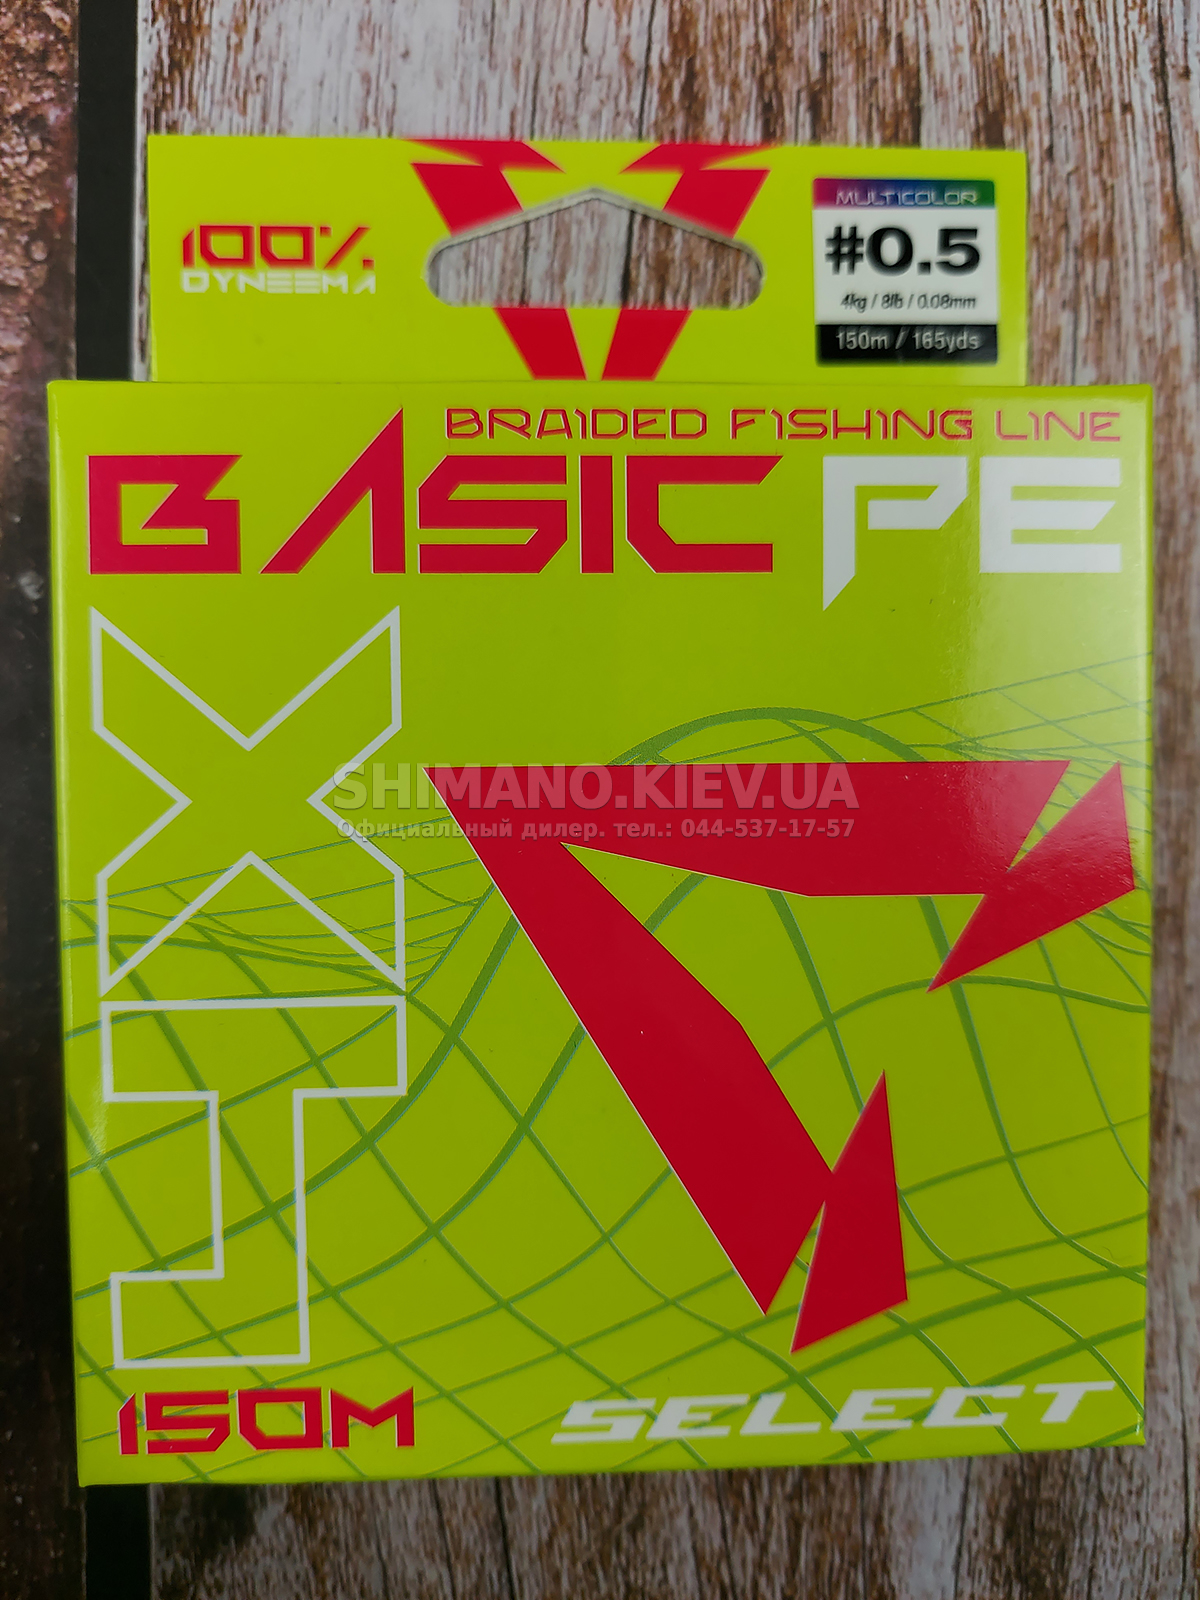 100%
DYNEEMA
MULTICOLOR
#0.5
4kg / 8lb / 0.08mm
150m / 165yds
BRAIDED FISHING LINE
BASIC PE
SHIMANO.KIEV.UA
Официальный дилер. тел.: 044-537-17-57
150M
SELECT